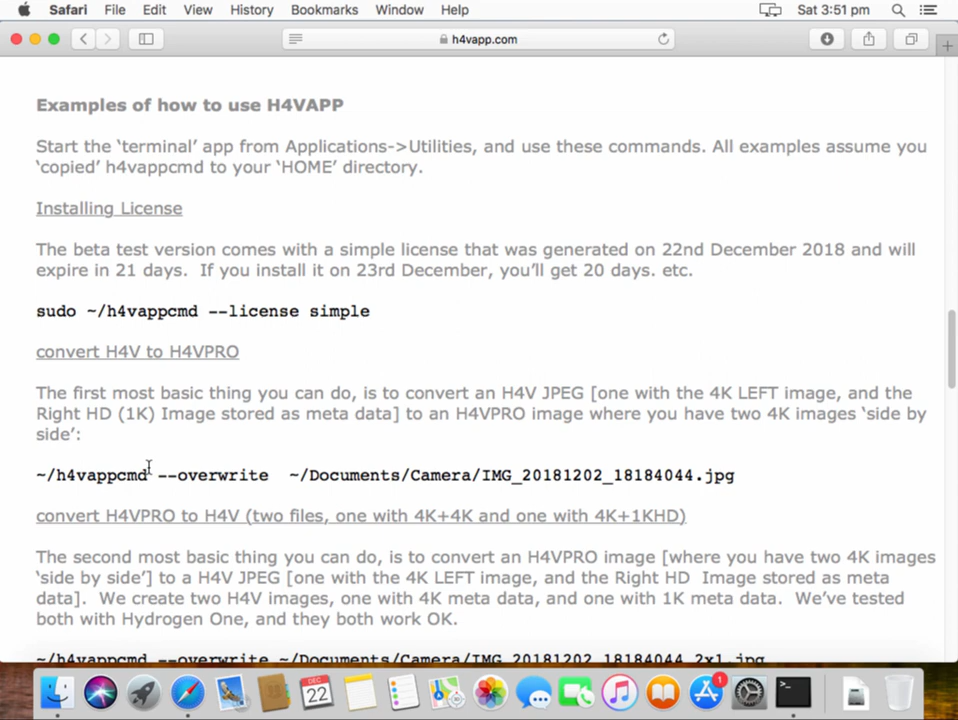 Safari File Edit View History Bookmarks Window Help Sat 3:51 pm
h4vapp.com
Examples of how to use H4VAPP
Start the ‘terminal’ app from Applications->Utilities, and use these commands. All examples assume you
‘copied’ h4vappcmd to your ‘HOME’ directory.
Installing License
The beta test version comes with a simple license that was generated on 22nd December 2018 and will
expire in 21 days.  If you install it on 23rd December, you’ll get 20 days. etc.
sudo ~/h4vappcmd --license simple
convert H4V to H4VPRO
The first most basic thing you can do, is to convert an H4V JPEG [one with the 4K LEFT image, and the
Right HD (1K) Image stored as meta data] to an H4VPRO image where you have two 4K images ‘side by
side’:
~/h4vappcmd --overwrite  ~/Documents/Camera/IMG_20181202_18184044.jpg
convert H4VPRO to H4V (two files, one with 4K+4K and one with 4K+1KHD)
The second most basic thing you can do, is to convert an H4VPRO image [where you have two 4K images
‘side by side’] to a H4V JPEG [one with the 4K LEFT image, and the Right HD  Image stored as meta
data].  We create two H4V images, one with 4K meta data, and one with 1K meta data.  We’ve tested
both with Hydrogen One, and they both work OK.
~/h4vappcmd --overwrite ~/Documents/Camera/IMG_20181202_18184044_2x1.jpg
DEC
22
1